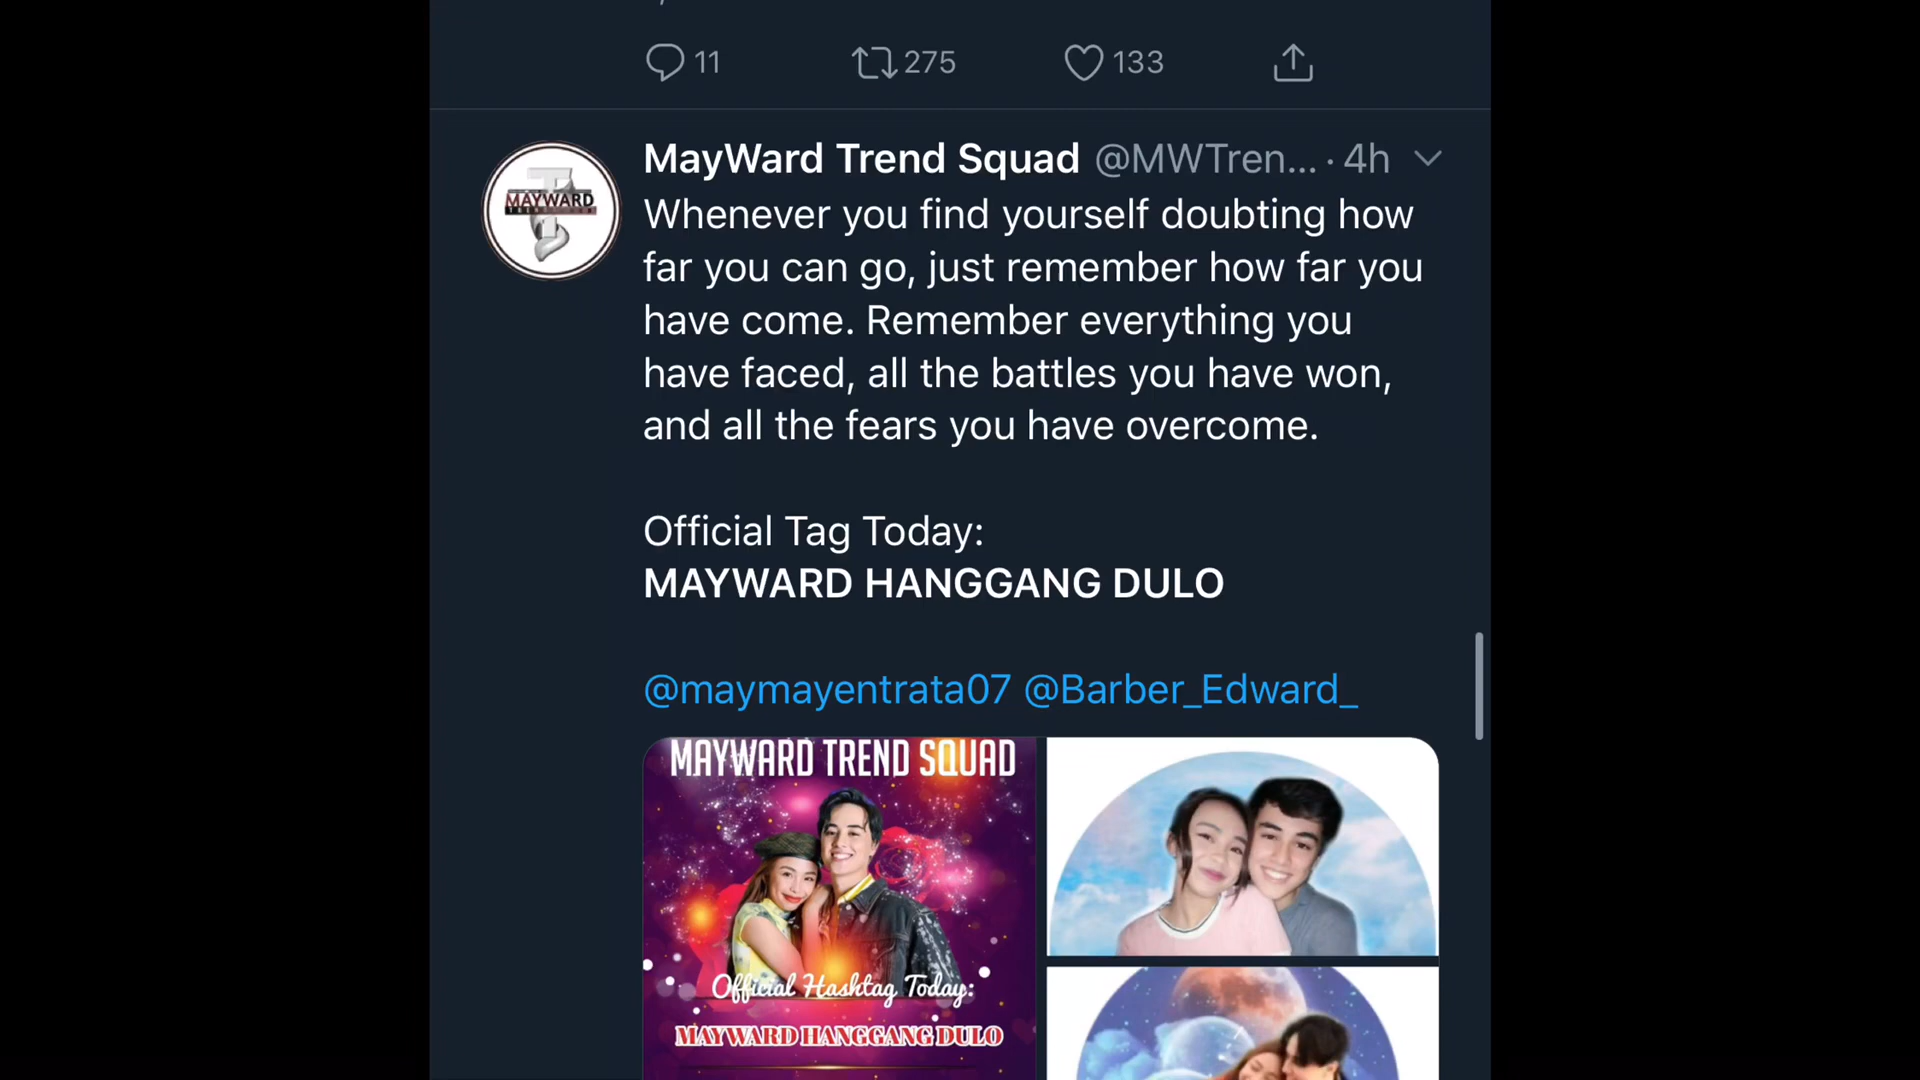 11 275 133
MayWard Trend Squad @MWTren... · 4h
MAYWARD
Whenever you find yourself doubting how
far you can go, just remember how far you
have come. Remember everything you
have faced, all the battles you have won,
and all the fears you have overcome.
Official Tag Today:
MAYWARD HANGGANG DULO
@maymayentrata07 @Barber_Edward_
MAYWARD TREND SQUAD
Official Hashtag Today:
MAYWARD HANGGANG DULO